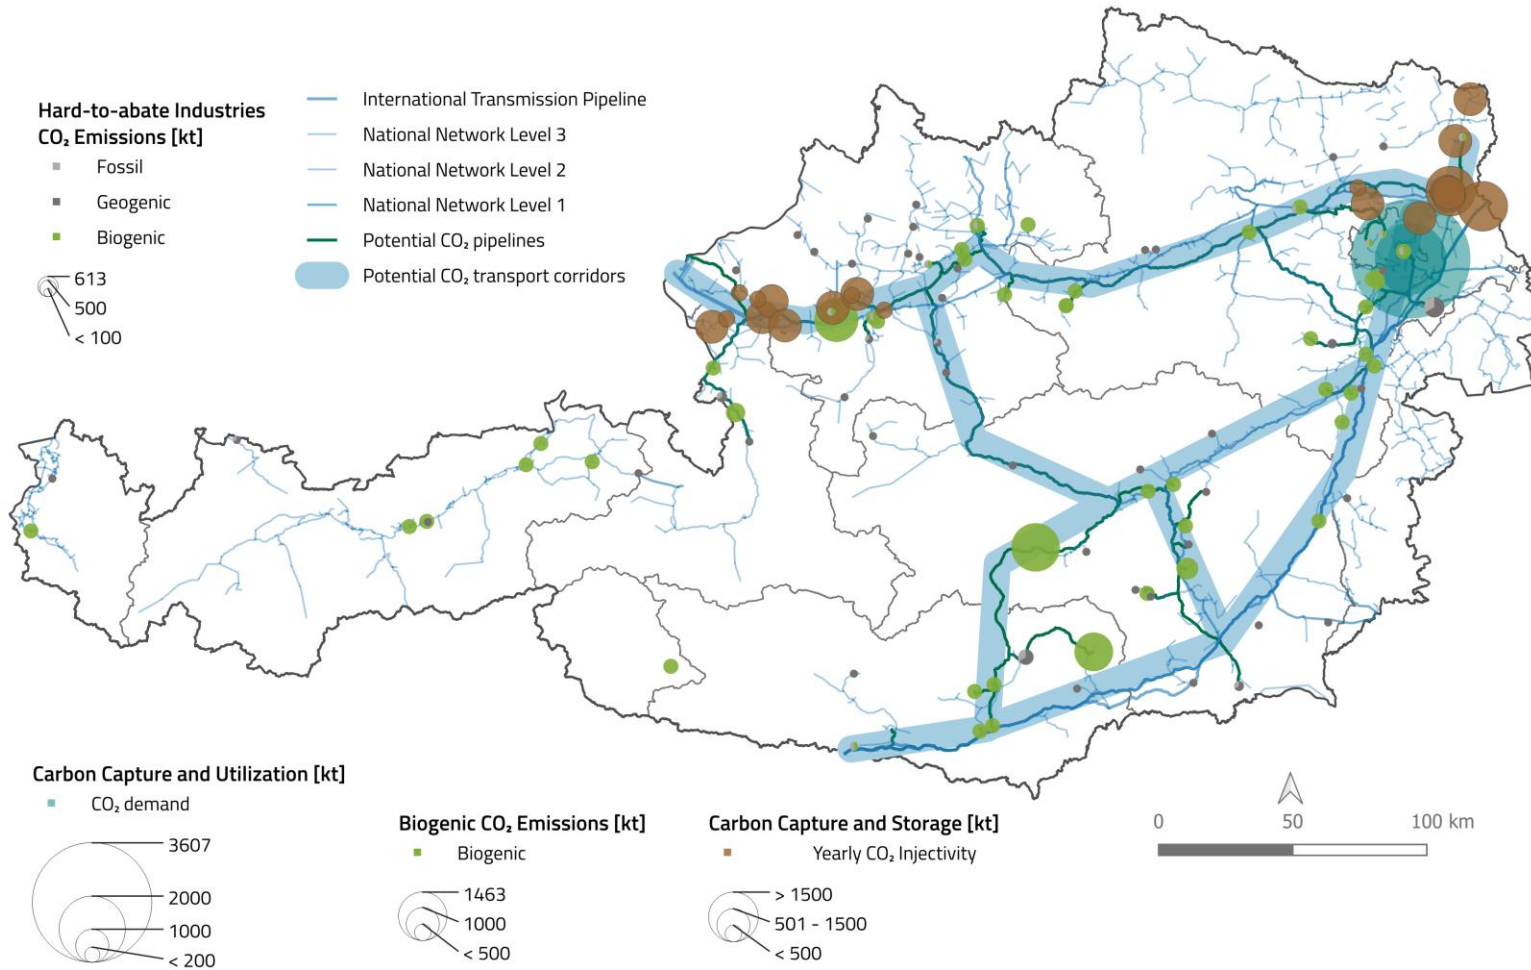 Hard-to-abate Industries
CO₂ Emissions [kt]
Fossil
Geogenic
Biogenic
613
500
< 100
International Transmission Pipeline
National Network Level 3
National Network Level 2
National Network Level 1
Potential CO₂ pipelines
Potential CO₂ transport corridors
Carbon Capture and Utilization [kt]
CO₂ demand
3607
2000
1000
< 200
Biogenic CO₂ Emissions [kt]
Biogenic
1463
1000
< 500
Carbon Capture and Storage [kt]
Yearly CO₂ Injectivity
> 1500
501 - 1500
< 500
0 50 100 km